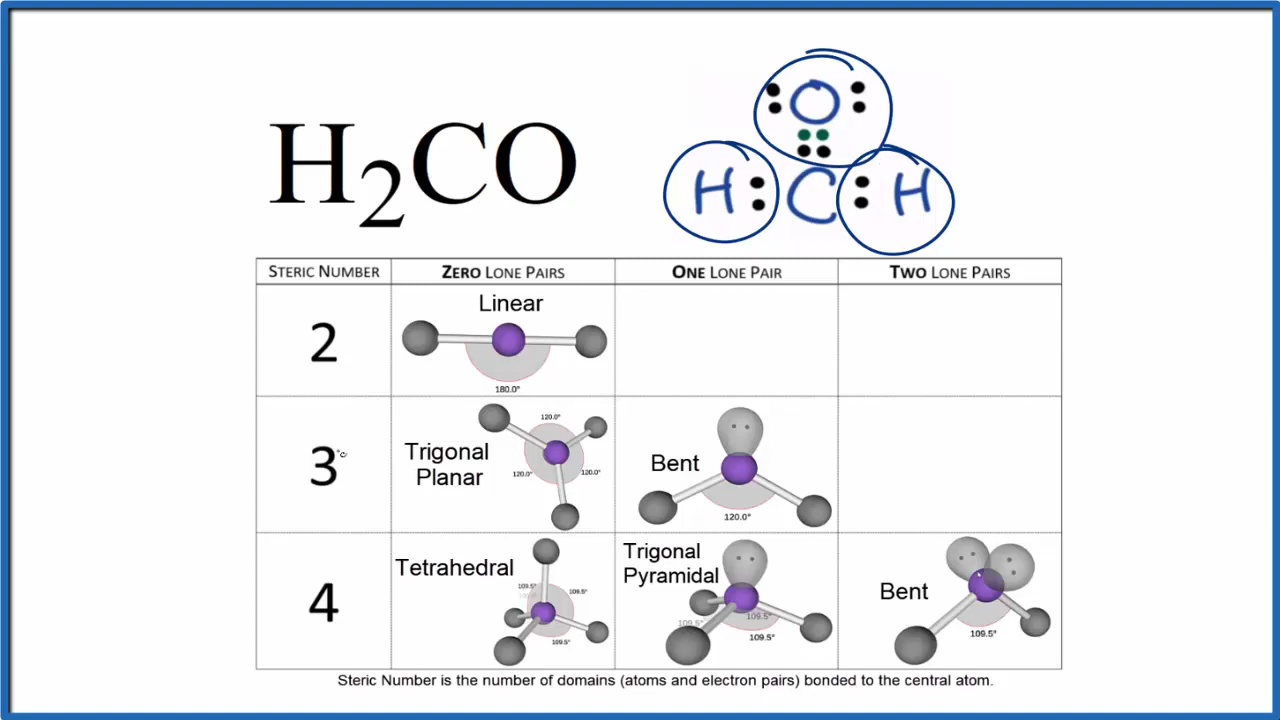 H2CO
O
H : C : H
STERIC NUMBER ZERO LONE PAIRS ONE LONE PAIR TWO LONE PAIRS
2
Linear
180.0°
3
Trigonal
Planar
120.0°
120.0°
120.0°
Bent
120.0°
4
Tetrahedral
109.5°
109.5°
109.5°
Trigonal
Pyramidal
109.5°
109.5°
109.5°
Bent
109.5°
Steric Number is the number of domains (atoms and electron pairs) bonded to the central atom.